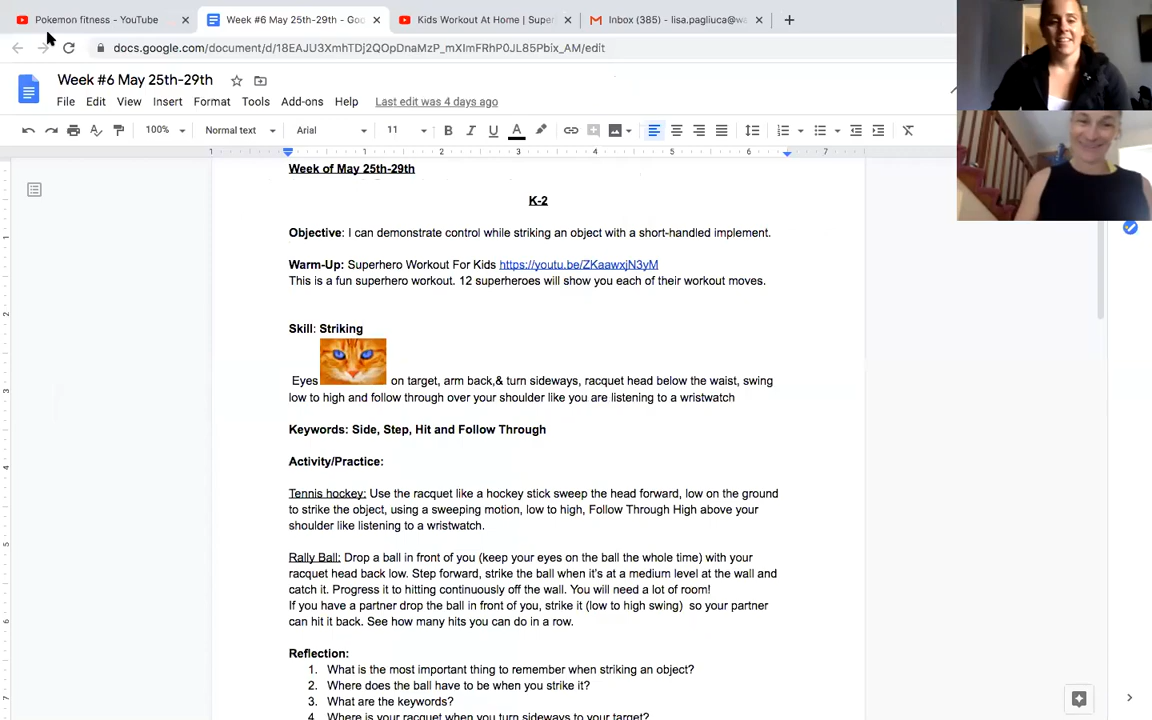 Pokemon fitness - YouTube
Week #6 May 25th-29th - Goo
Kids Workout At Home | Super
Inbox (385) - lisa.pagliuca@wa
docs.google.com/document/d/18EAJU3XmhTDj2QOpDnaMzP_mXImFRhP0JL85Pbix_AM/edit
Week #6 May 25th-29th
File Edit View Insert Format Tools Add-ons Help Last edit was 4 days ago
100% Normal text Arial 11
1 1 2 3 4 5 6 7
Week of May 25th-29th
K-2
Objective: I can demonstrate control while striking an object with a short-handled implement.
Warm-Up: Superhero Workout For Kids https://youtu.be/ZKaawxjN3yM
This is a fun superhero workout. 12 superheroes will show you each of their workout moves.
Skill: Striking
Eyes on target, arm back,& turn sideways, racquet head below the waist, swing
low to high and follow through over your shoulder like you are listening to a wristwatch
Keywords: Side, Step, Hit and Follow Through
Activity/Practice:
Tennis hockey: Use the racquet like a hockey stick sweep the head forward, low on the ground
to strike the object, using a sweeping motion, low to high, Follow Through High above your
shoulder like listening to a wristwatch.
Rally Ball: Drop a ball in front of you (keep your eyes on the ball the whole time) with your
racquet head back low. Step forward, strike the ball when it's at a medium level at the wall and
catch it. Progress it to hitting continuously off the wall. You will need a lot of room!
If you have a partner drop the ball in front of you, strike it (low to high swing) so your partner
can hit it back. See how many hits you can do in a row.
Reflection:
1. What is the most important thing to remember when striking an object?
2. Where does the ball have to be when you strike it?
3. What are the keywords?
4. Where is your racquet when you turn sideways to your target?